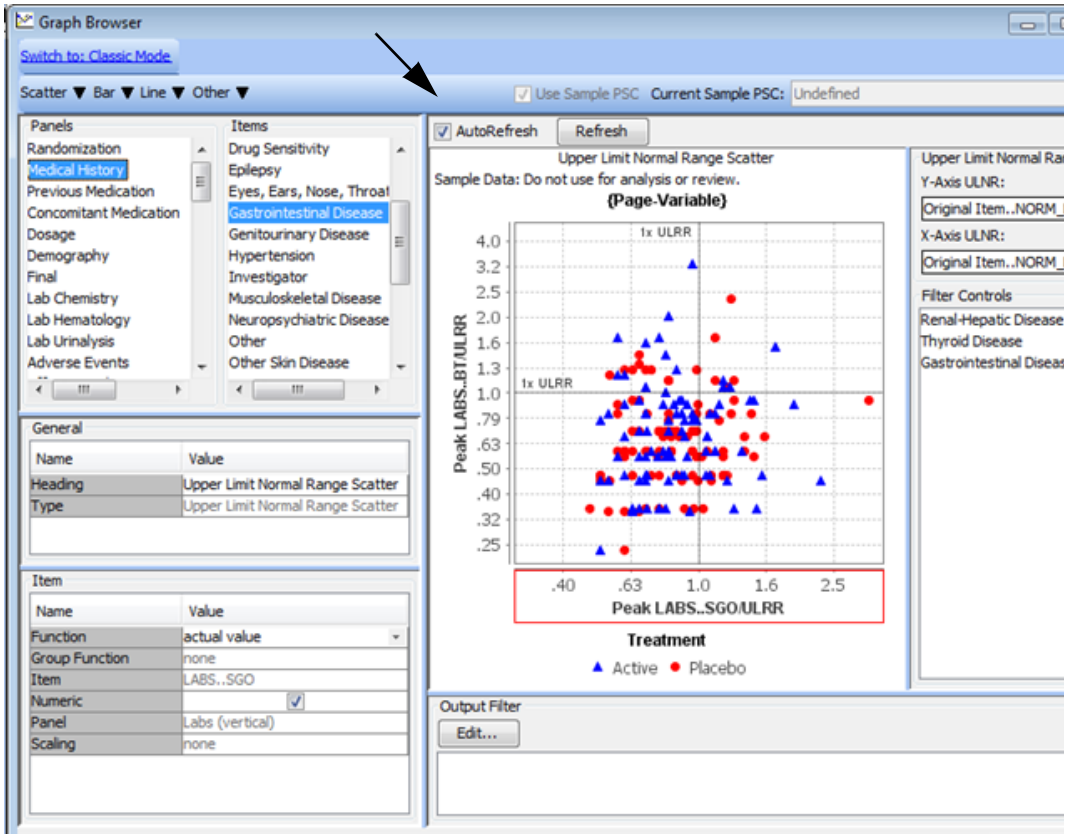 Graph Browser
Switch to: Classic Mode
Scatter ▼ Bar ▼ Line ▼ Other ▼
Use Sample PSC Current Sample PSC: Undefined
Panels
Randomization
Medical History
Previous Medication
Concomitant Medication
Dosage
Demography
Final
Lab Chemistry
Lab Hematology
Lab Urinalysis
Adverse Events
Items
Drug Sensitivity
Epilepsy
Eyes, Ears, Nose, Throat
Gastrointestinal Disease
Genitourinary Disease
Hypertension
Investigator
Musculoskeletal Disease
Neuropsychiatric Disease
Other
Other Skin Disease
General
Name Value
Heading Upper Limit Normal Range Scatter
Type Upper Limit Normal Range Scatter
Item
Name Value
Function actual value
Group Function none
Item LABS..SGO
Numeric
Panel Labs (vertical)
Scaling none
AutoRefresh Refresh
Upper Limit Normal Range Scatter
Sample Data: Do not use for analysis or review.
{Page-Variable}
1x ULRR
1x ULRR
Peak LABS..BT/ULRR
4.0
3.2
2.5
2.0
1.6
1.3
1.0
.79
.63
.50
.40
.32
.25
.40 .63 1.0 1.6 2.5
Peak LABS..SGO/ULRR
Treatment
Active Placebo
Upper Limit Normal Ra
Y-Axis ULNR:
Original Item..NORM_
X-Axis ULNR:
Original Item..NORM_
Filter Controls
Renal-Hepatic Disease
Thyroid Disease
Gastrointestinal Diseas
Output Filter
Edit...